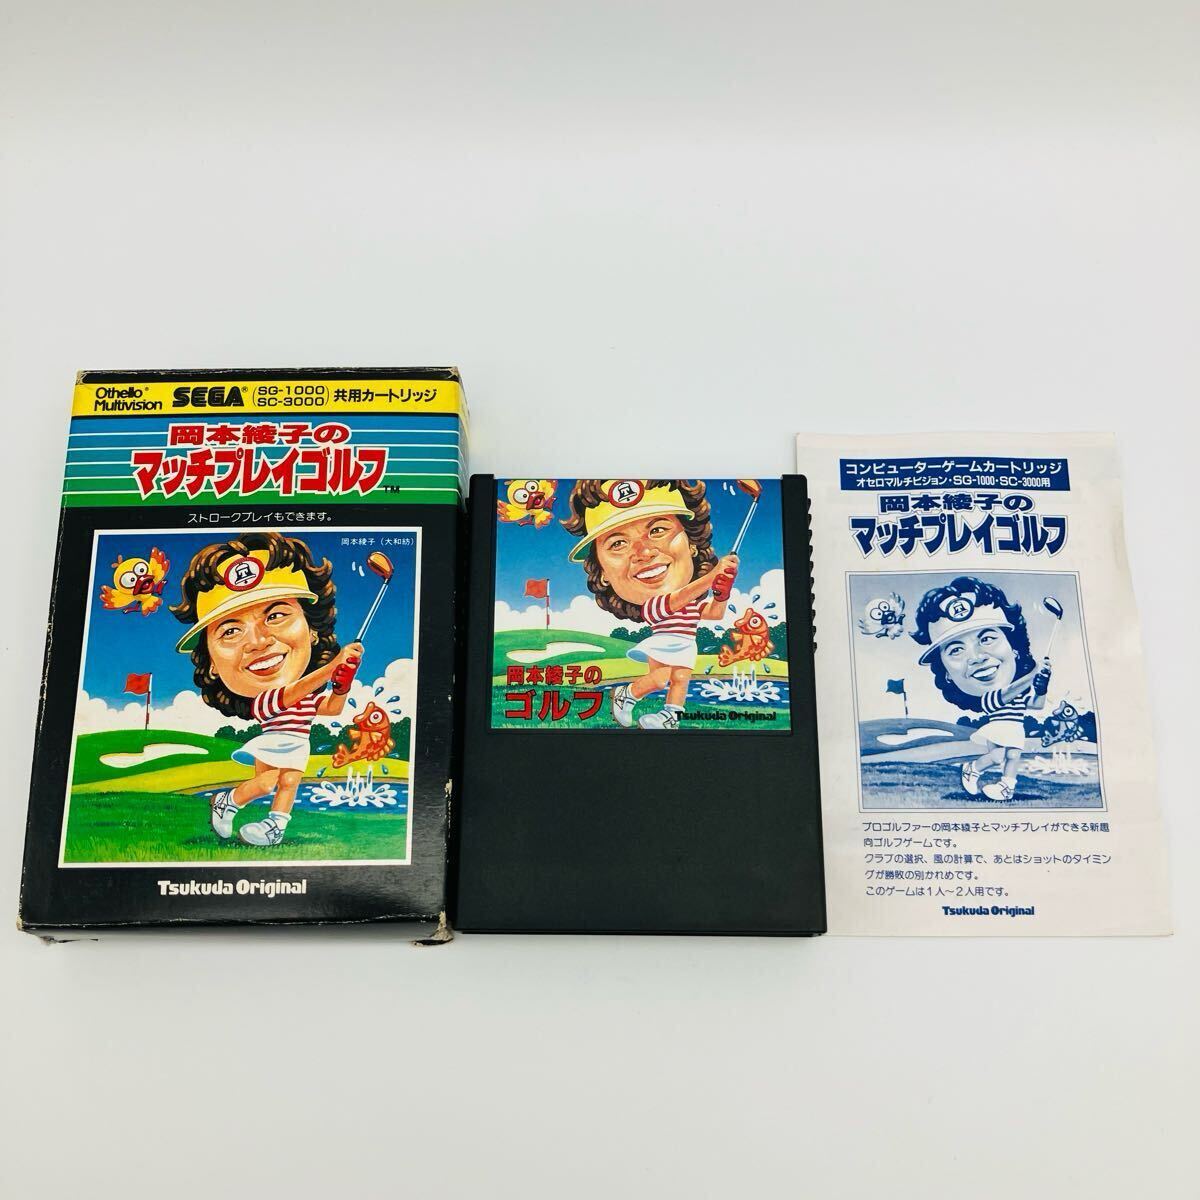 Othello®
Multivision
SEGA®
(SG-1000
SC-3000)
共用カートリッジ
岡本綾子の
マッチプレイゴルフ™
ストロークプレイもできます。
岡本綾子(大和紡)
Tsukuda Original
岡本綾子の
ゴルフ
Tsukuda Original
コンピューターゲームカートリッジ
オセロマルチビジョン・SG-1000・SC-3000用
岡本綾子の
マッチプレイゴルフ
プロゴルファーの岡本綾子とマッチプレイができる新趣
向ゴルフゲームです。
クラブの選択、風の計算で、あとはショットのタイミン
グが勝敗の別かれめです。
このゲームは1人〜2人用です。
Tsukuda Original